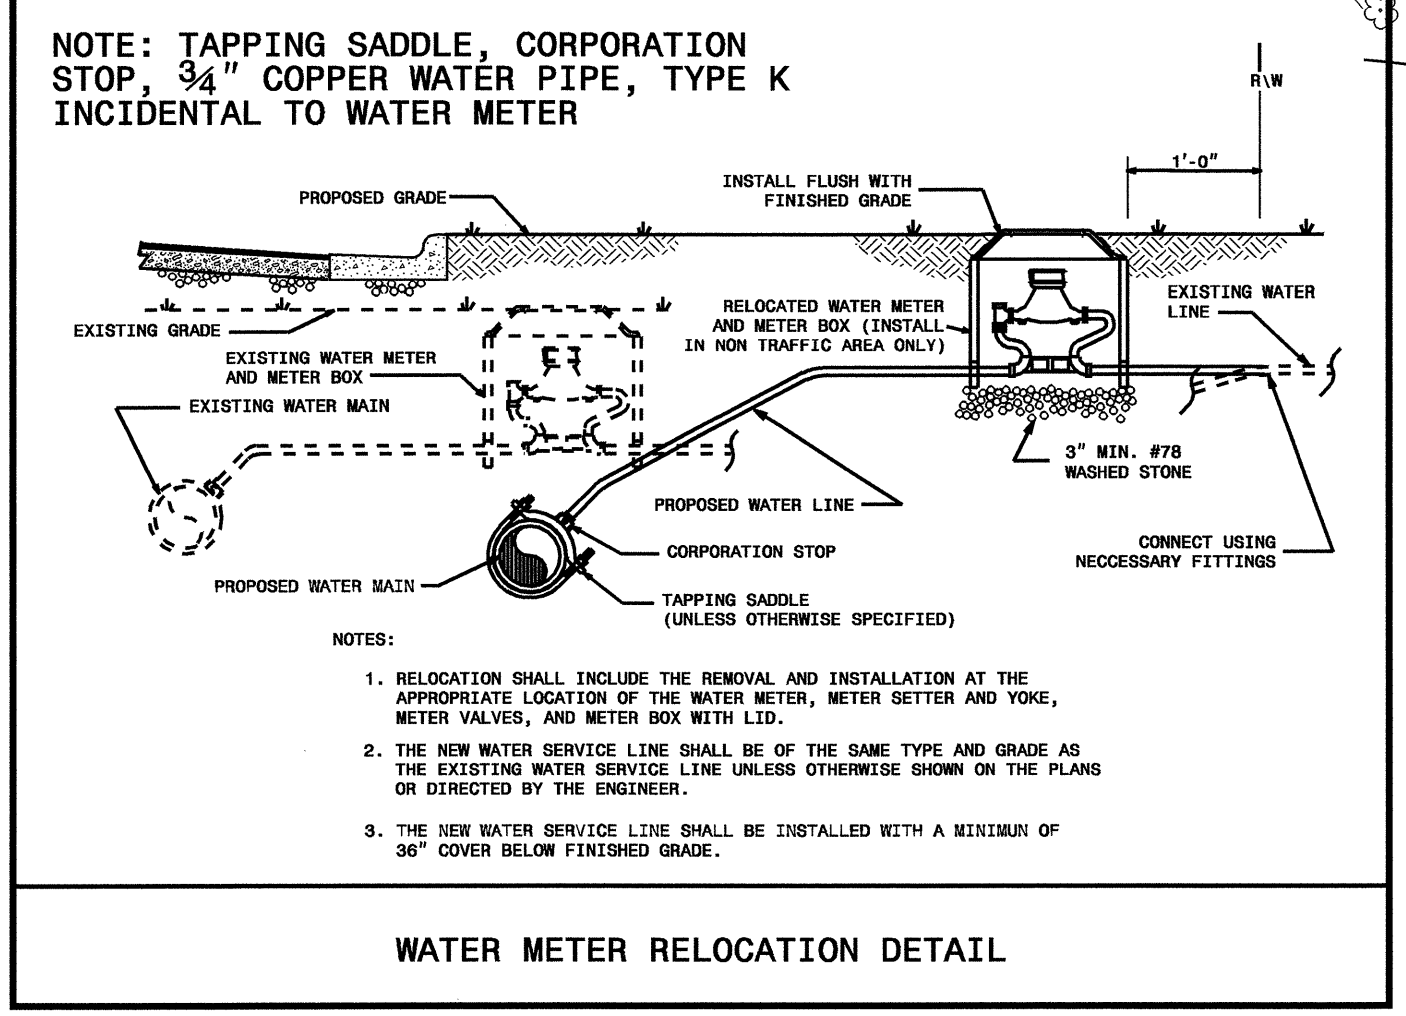 NOTE: TAPPING SADDLE, CORPORATION
STOP, ¾" COPPER WATER PIPE, TYPE K
INCIDENTAL TO WATER METER
R\W
1'-0"
PROPOSED GRADE
INSTALL FLUSH WITH
FINISHED GRADE
EXISTING GRADE
RELOCATED WATER METER
AND METER BOX (INSTALL
IN NON TRAFFIC AREA ONLY)
EXISTING WATER
LINE
EXISTING WATER METER
AND METER BOX
EXISTING WATER MAIN
3" MIN. #78
WASHED STONE
PROPOSED WATER LINE
CORPORATION STOP
CONNECT USING
NECCESSARY FITTINGS
PROPOSED WATER MAIN
TAPPING SADDLE
(UNLESS OTHERWISE SPECIFIED)
NOTES:
1. RELOCATION SHALL INCLUDE THE REMOVAL AND INSTALLATION AT THE
APPROPRIATE LOCATION OF THE WATER METER, METER SETTER AND YOKE,
METER VALVES, AND METER BOX WITH LID.
2. THE NEW WATER SERVICE LINE SHALL BE OF THE SAME TYPE AND GRADE AS
THE EXISTING WATER SERVICE LINE UNLESS OTHERWISE SHOWN ON THE PLANS
OR DIRECTED BY THE ENGINEER.
3. THE NEW WATER SERVICE LINE SHALL BE INSTALLED WITH A MINIMUN OF
36" COVER BELOW FINISHED GRADE.
WATER METER RELOCATION DETAIL